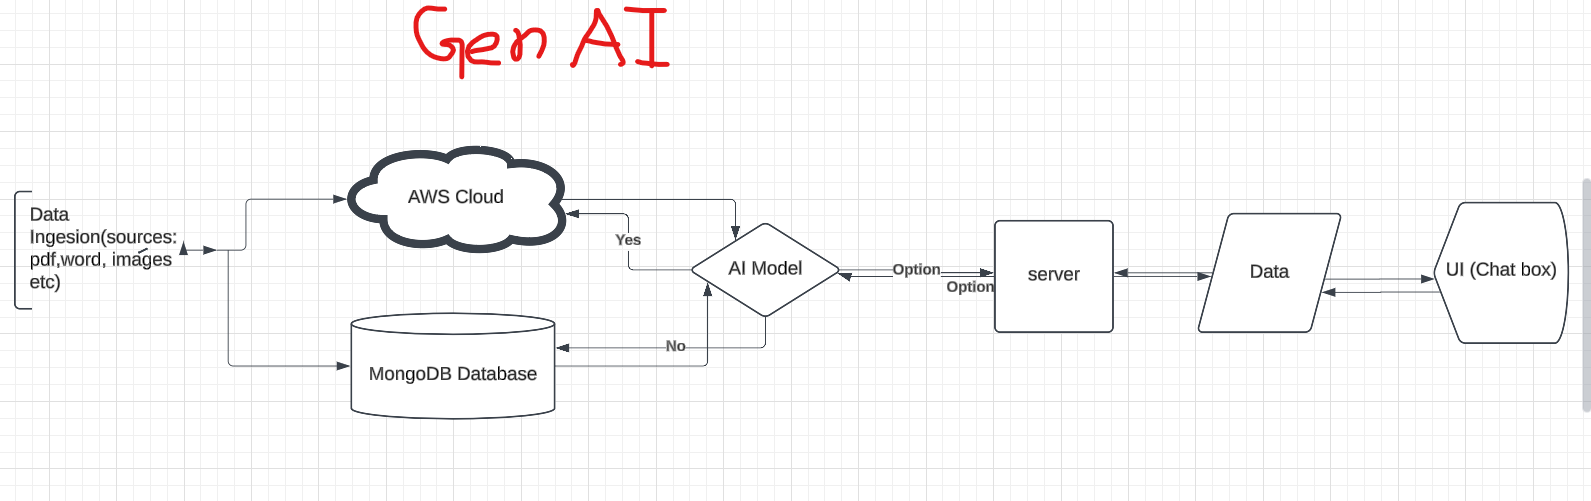 Gen AI
AWS Cloud
Data
Ingesion(sources:
pdf,word, images
etc)
Yes
AI Model
Option
Option
server
Data
UI (Chat box)
No
MongoDB Database